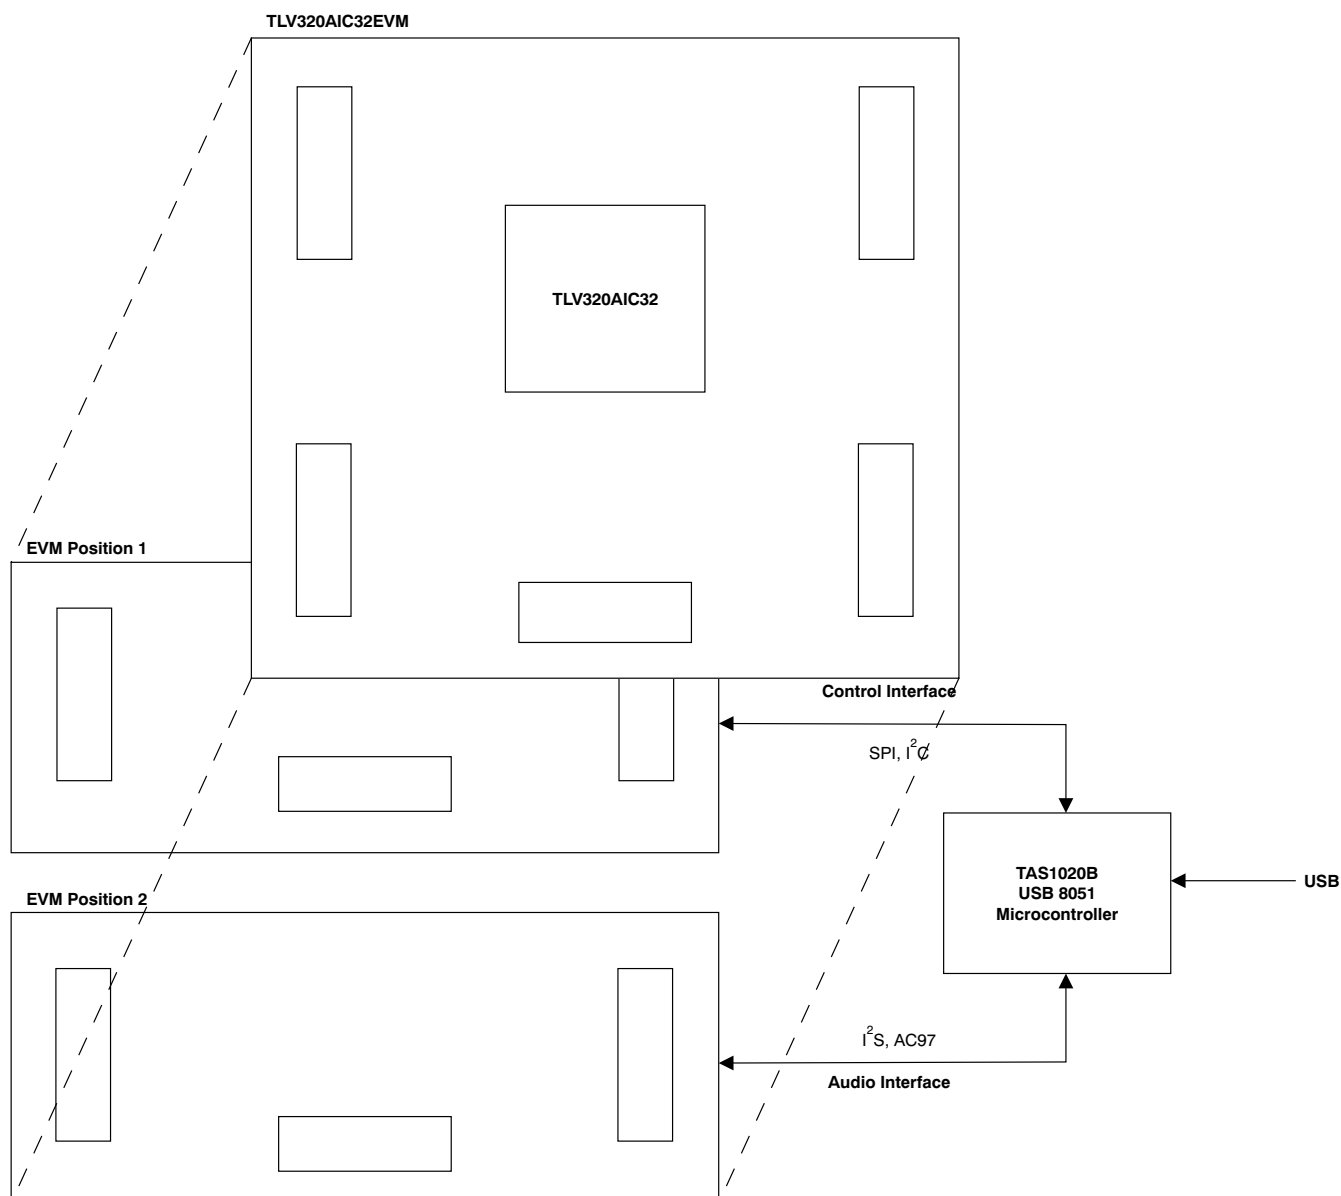 TLV320AIC32EVM
TLV320AIC32
EVM Position 1
Control Interface
SPI, I²C
TAS1020B
USB 8051
Microcontroller
USB
EVM Position 2
I²S, AC97
Audio Interface